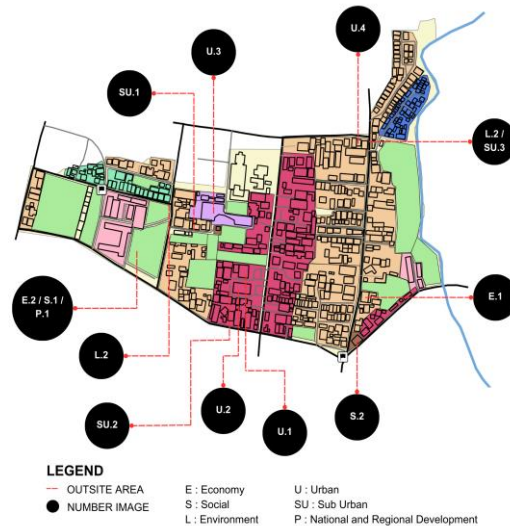 U.4
U.3
SU.1
L.2 /
SU.3
E.2 / S.1 /
P.1
E.1
L.2
S.2
U.2
SU.2
U.1
LEGEND
OUTSITE AREA
NUMBER IMAGE
E : Economy
S : Social
L : Environment
U : Urban
SU : Sub Urban
P : National and Regional Development